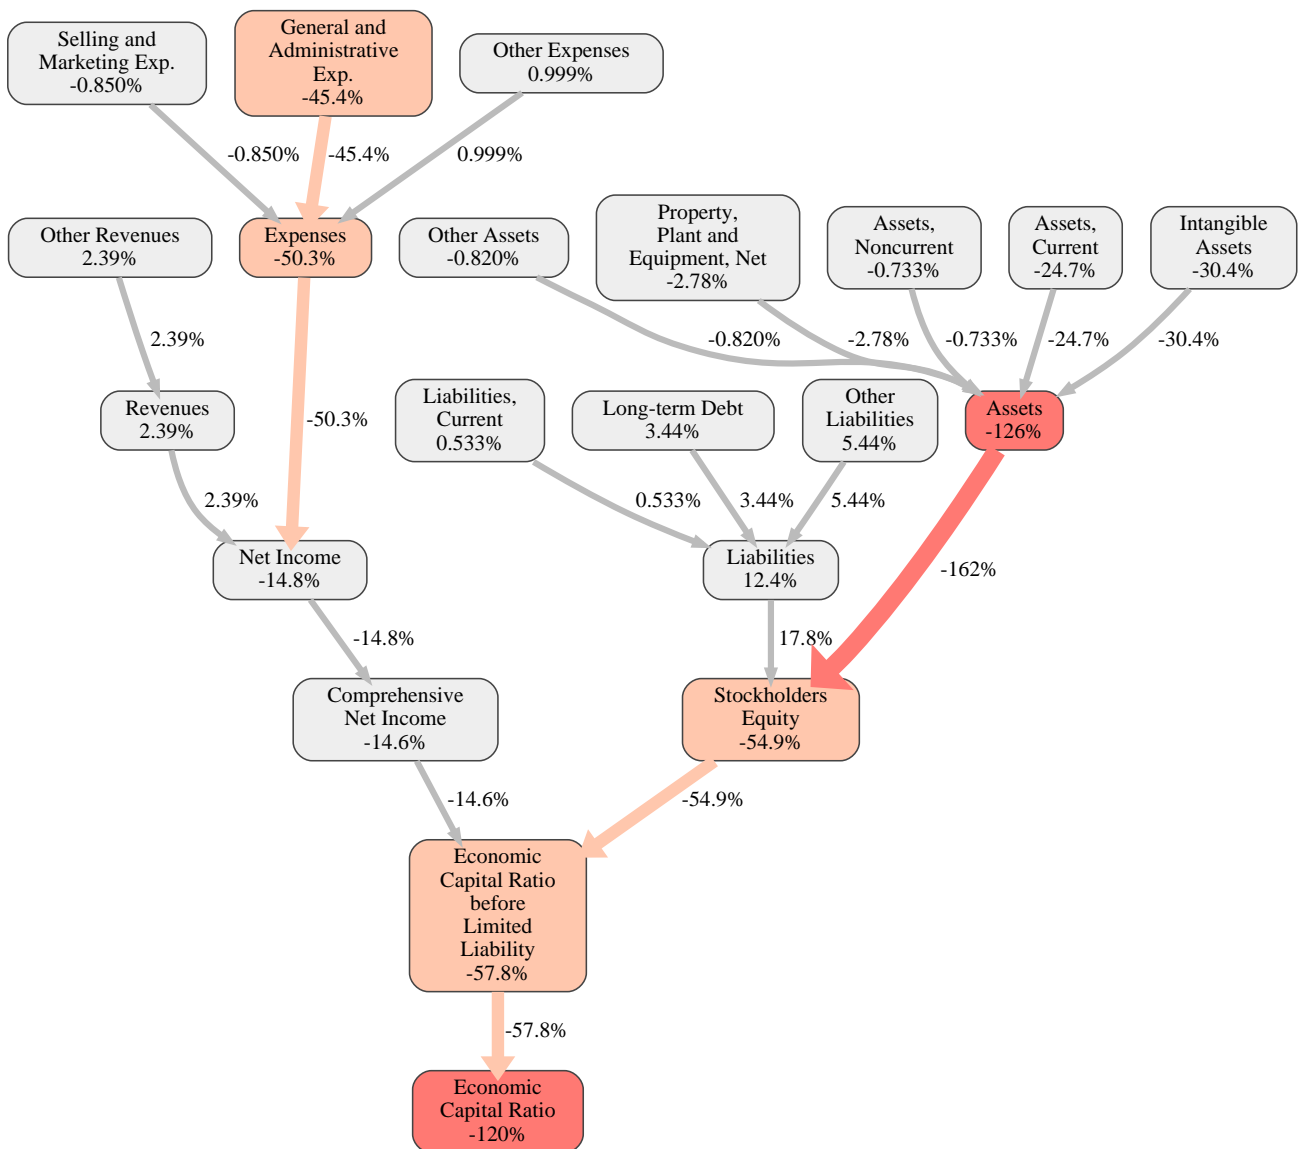 Selling and
Marketing Exp.
-0.850%
General and
Administrative
Exp.
-45.4%
Other Expenses
0.999%
-0.850%
-45.4%
0.999%
Other Revenues
2.39%
Expenses
-50.3%
Other Assets
-0.820%
Property,
Plant and
Equipment, Net
-2.78%
Assets,
Noncurrent
-0.733%
Assets,
Current
-24.7%
Intangible
Assets
-30.4%
2.39%
-0.820%
-2.78%
-0.733%
-24.7%
-30.4%
Revenues
2.39%
-50.3%
Liabilities,
Current
0.533%
Long-term Debt
3.44%
Other
Liabilities
5.44%
Assets
-126%
2.39%
0.533%
3.44%
5.44%
Net Income
-14.8%
Liabilities
12.4%
-162%
-14.8%
17.8%
Comprehensive
Net Income
-14.6%
Stockholders
Equity
-54.9%
-14.6%
-54.9%
Economic
Capital Ratio
before
Limited
Liability
-57.8%
-57.8%
Economic
Capital Ratio
-120%